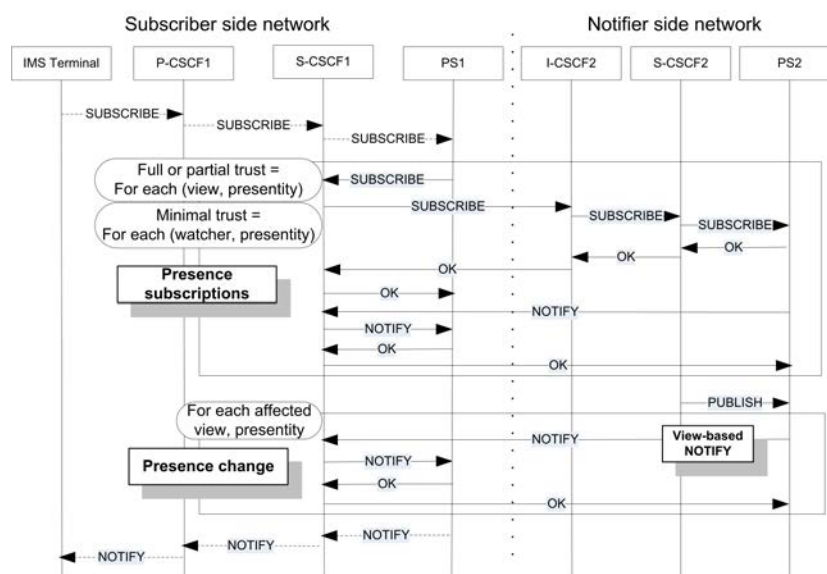 Subscriber side network
Notifier side network
IMS Terminal
P-CSCF1
S-CSCF1
PS1
I-CSCF2
S-CSCF2
PS2
SUBSCRIBE
SUBSCRIBE
SUBSCRIBE
Full or partial trust =
For each (view, presentity)
SUBSCRIBE
Minimal trust =
For each (watcher, presentity)
SUBSCRIBE
SUBSCRIBE
SUBSCRIBE
OK
OK
OK
Presence
subscriptions
OK
NOTIFY
NOTIFY
OK
OK
PUBLISH
For each affected
view, presentity
NOTIFY
View-based
NOTIFY
Presence change
NOTIFY
OK
OK
NOTIFY
NOTIFY
NOTIFY